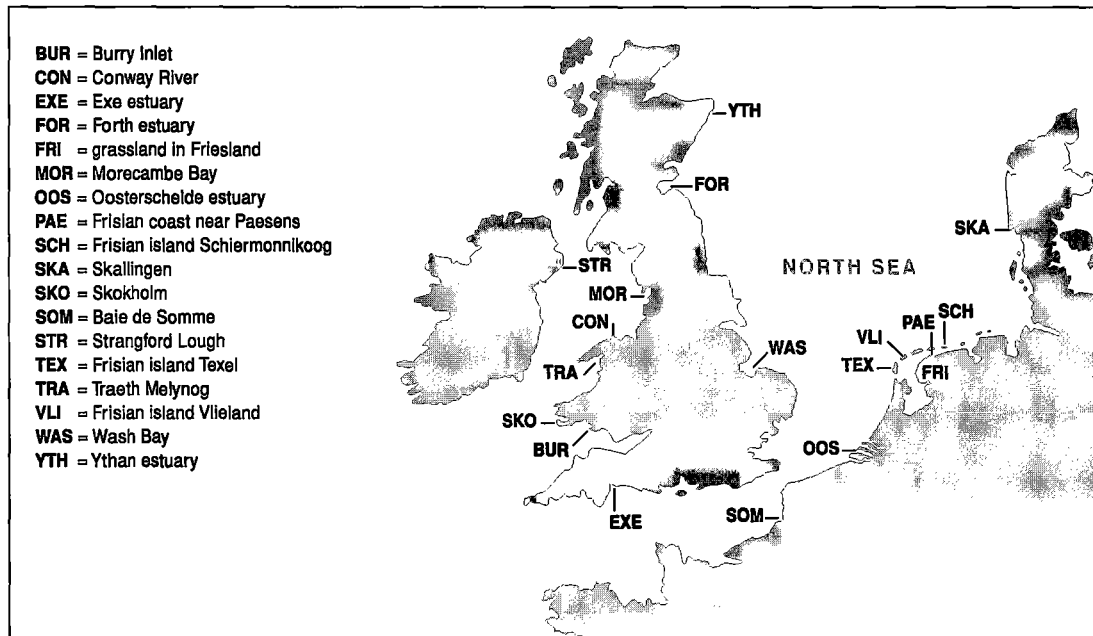 BUR = Burry Inlet
CON = Conway River
EXE = Exe estuary
FOR = Forth estuary
FRI = grassland in Friesland
MOR = Morecambe Bay
OOS = Oosterschelde estuary
PAE = Frisian coast near Paesens
SCH = Frisian island Schiermonnikoog
SKA = Skallingen
SKO = Skokholm
SOM = Baie de Somme
STR = Strangford Lough
TEX = Frisian island Texel
TRA = Traeth Melynog
VLI = Frisian island Vlieland
WAS = Wash Bay
YTH = Ythan estuary
YTH
FOR
SKA
STR
NORTH SEA
MOR
CON
SCH
PAE
VLI
WAS
TRA
TEX
FRI
SKO
BUR
OOS
EXE
SOM